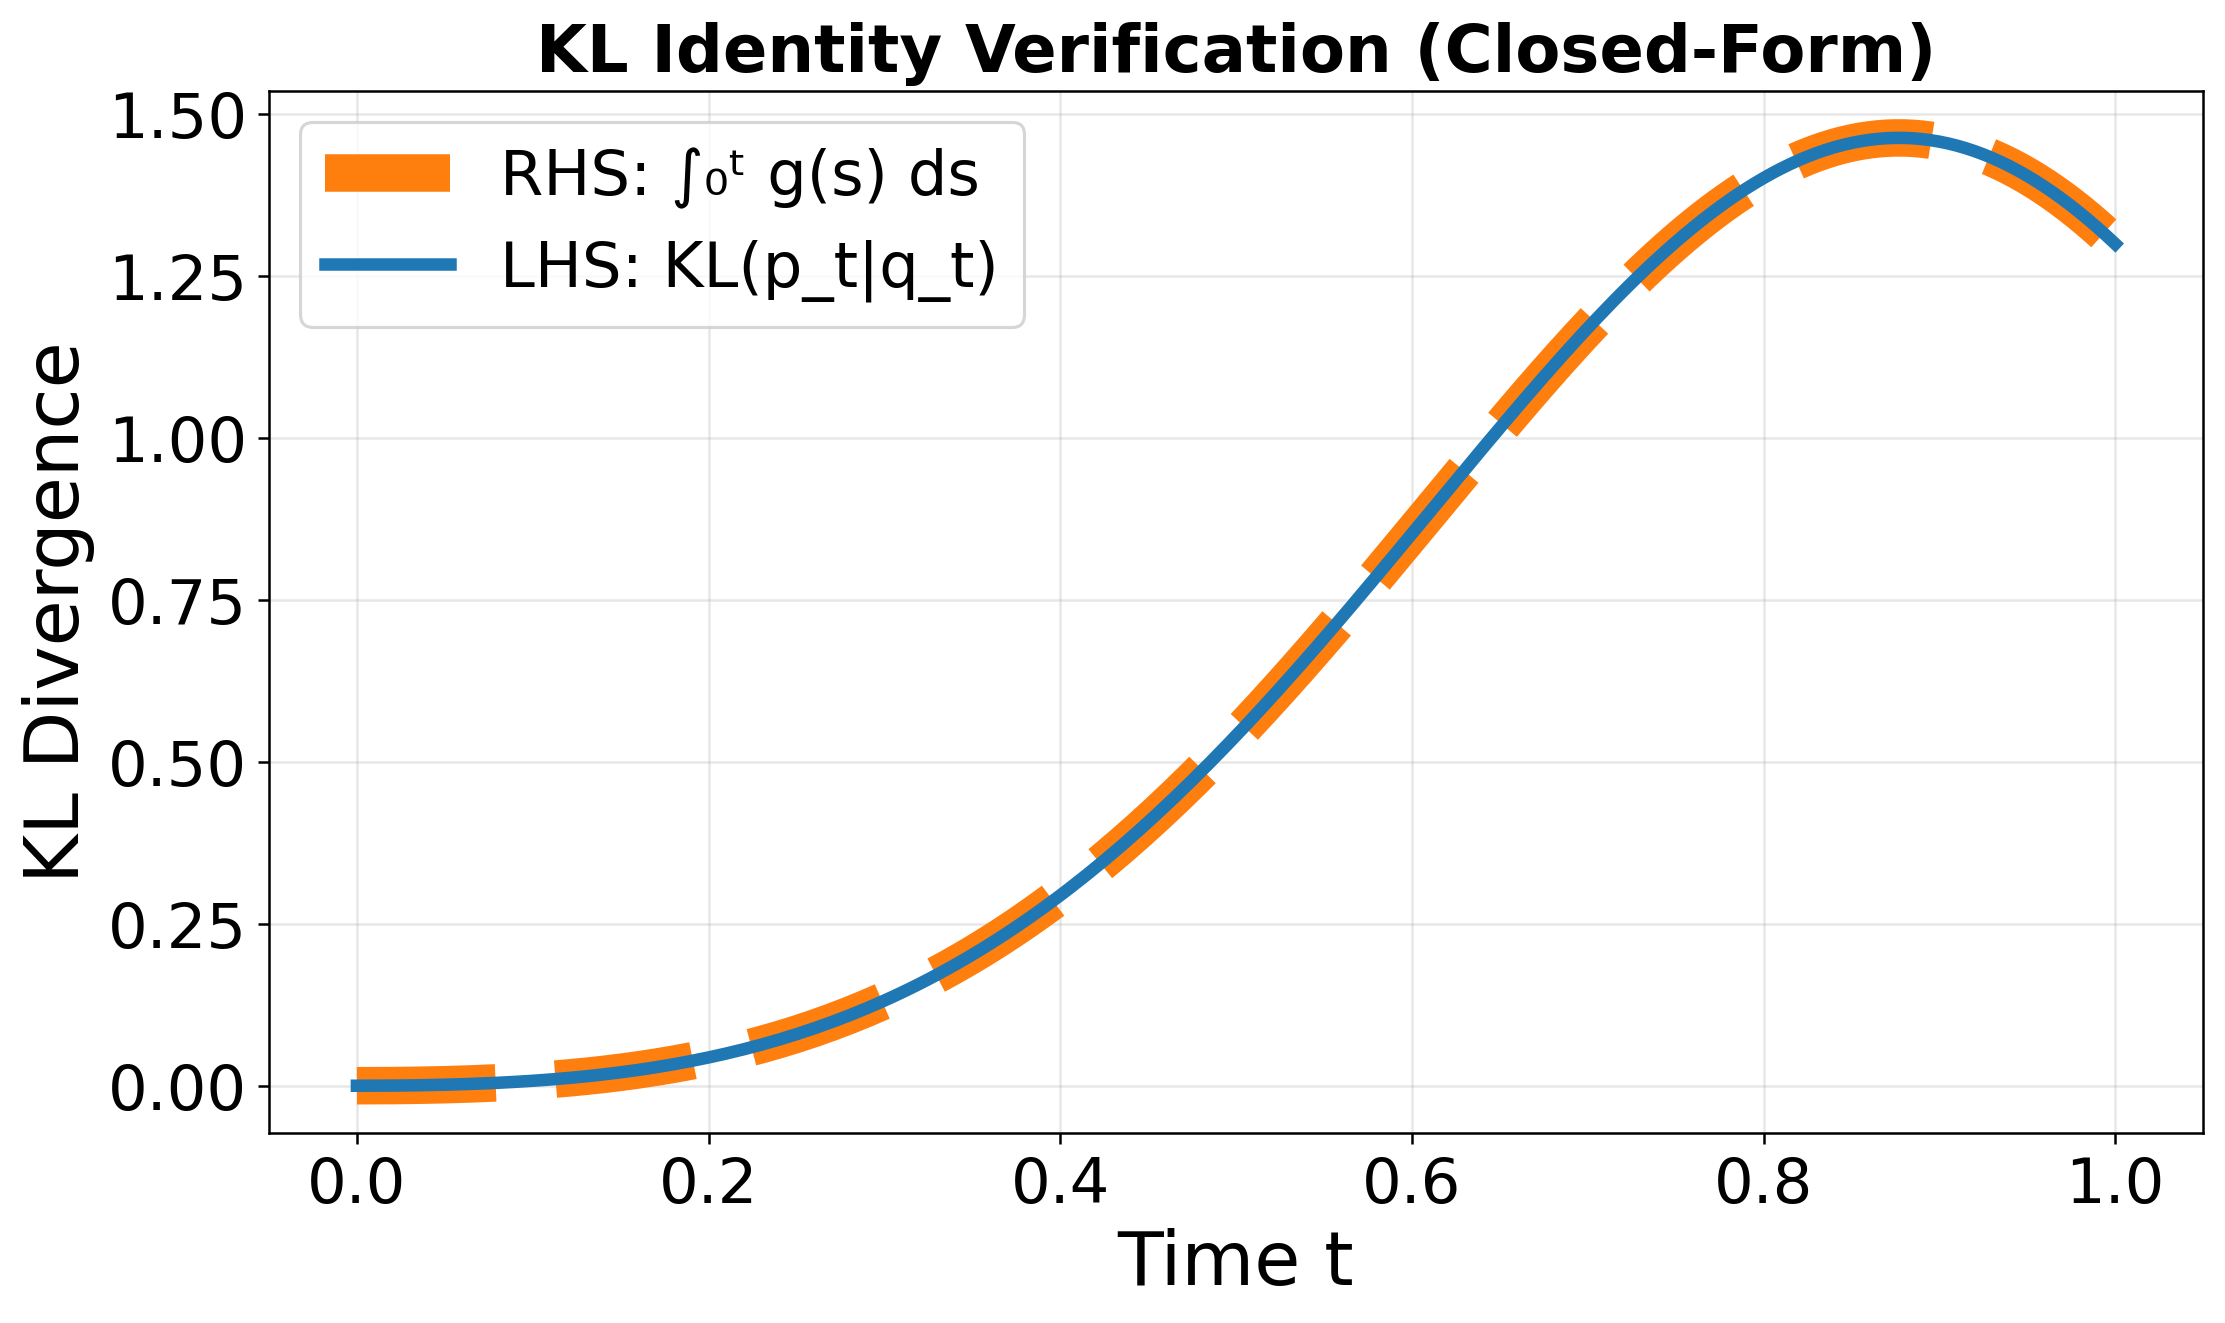 KL Identity Verification (Closed-Form)
RHS: ∫₀ᵗ g(s) ds
LHS: KL(p_t|q_t)
KL Divergence
1.50
1.25
1.00
0.75
0.50
0.25
0.00
0.0 0.2 0.4 0.6 0.8 1.0
Time t